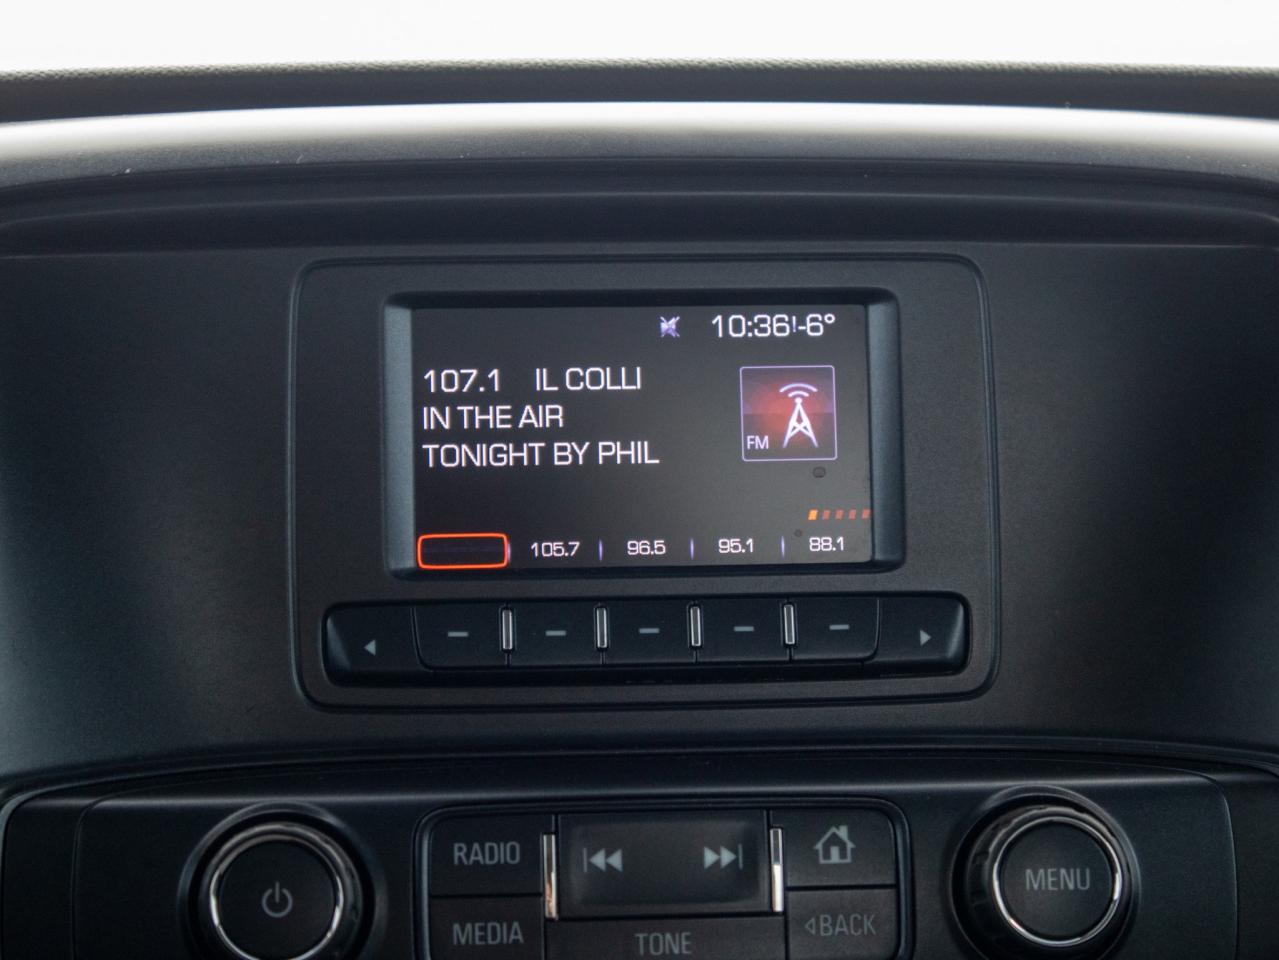 10:36 -6°
107.1 IL COLLI
IN THE AIR
TONIGHT BY PHIL
FM
105.7 96.5 95.1 88.1
RADIO
MENU
MEDIA
BACK
TONE